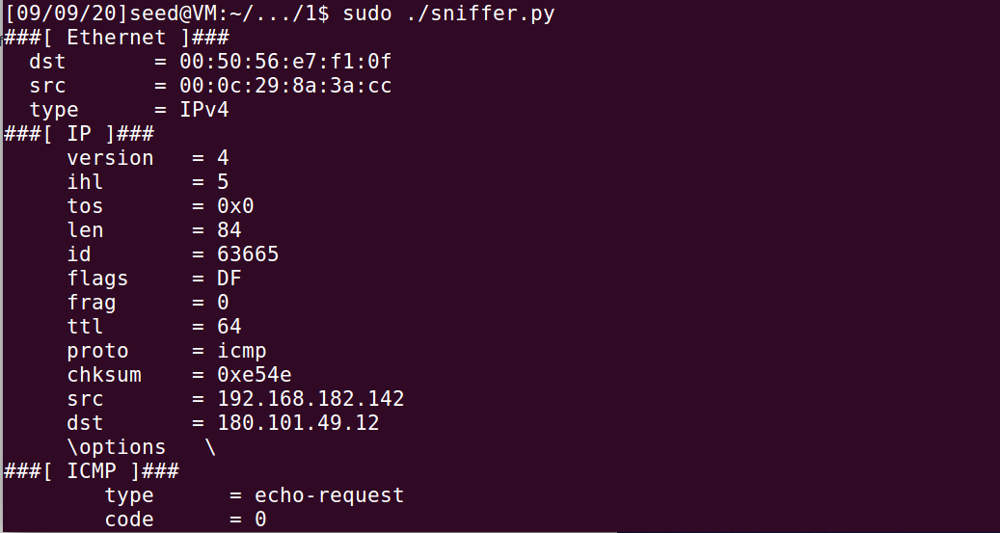 [09/09/20]seed@VM:~/.../1$ sudo ./sniffer.py
###[ Ethernet ]###
  dst       = 00:50:56:e7:f1:0f
  src       = 00:0c:29:8a:3a:cc
  type      = IPv4
###[ IP ]###
     version   = 4
     ihl       = 5
     tos       = 0x0
     len       = 84
     id        = 63665
     flags     = DF
     frag      = 0
     ttl       = 64
     proto     = icmp
     chksum    = 0xe54e
     src       = 192.168.182.142
     dst       = 180.101.49.12
     \options   \
###[ ICMP ]###
        type      = echo-request
        code      = 0